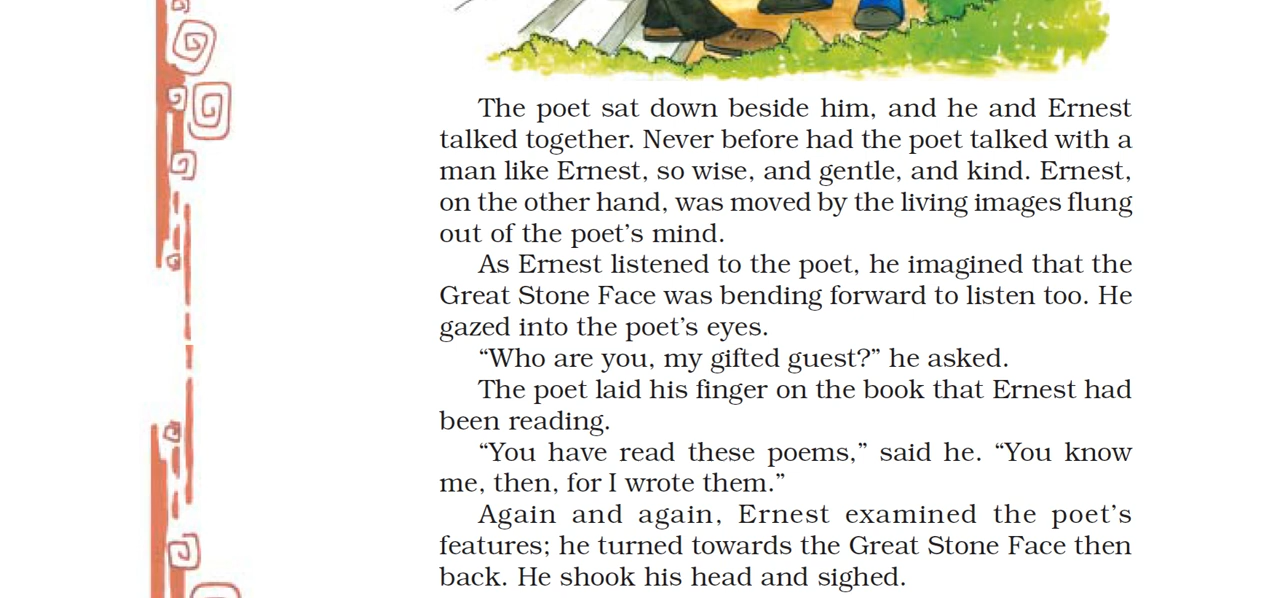 The poet sat down beside him, and he and Ernest
talked together. Never before had the poet talked with a
man like Ernest, so wise, and gentle, and kind. Ernest,
on the other hand, was moved by the living images flung
out of the poet’s mind.
As Ernest listened to the poet, he imagined that the
Great Stone Face was bending forward to listen too. He
gazed into the poet’s eyes.
“Who are you, my gifted guest?” he asked.
The poet laid his finger on the book that Ernest had
been reading.
“You have read these poems,” said he. “You know
me, then, for I wrote them.”
Again and again, Ernest examined the poet’s
features; he turned towards the Great Stone Face then
back. He shook his head and sighed.